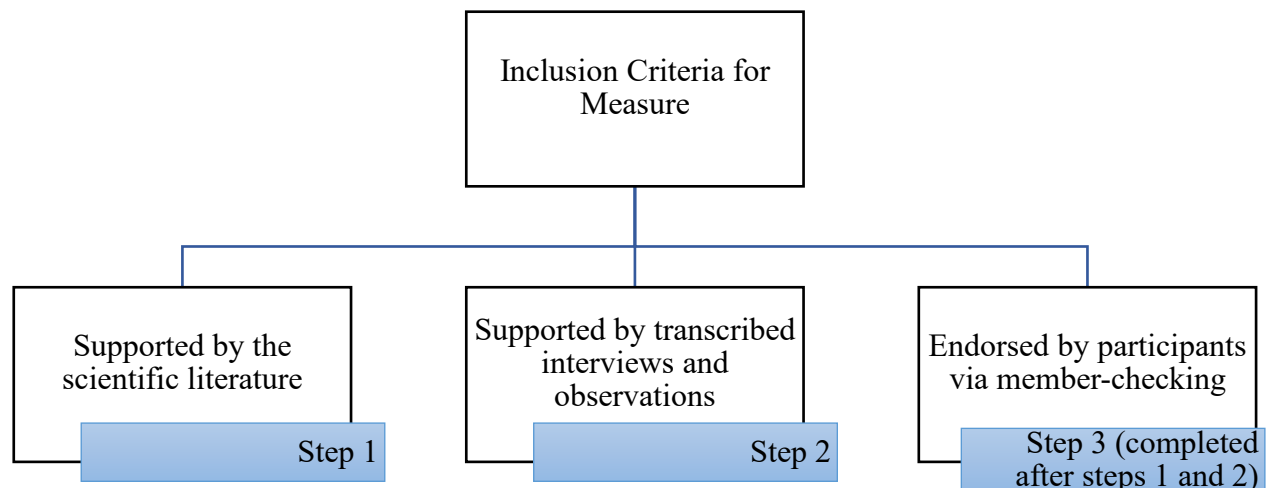 Inclusion Criteria for
Measure
Supported by the
scientific literature
Step 1
Supported by transcribed
interviews and
observations
Step 2
Endorsed by participants
via member-checking
Step 3 (completed
after steps 1 and 2)